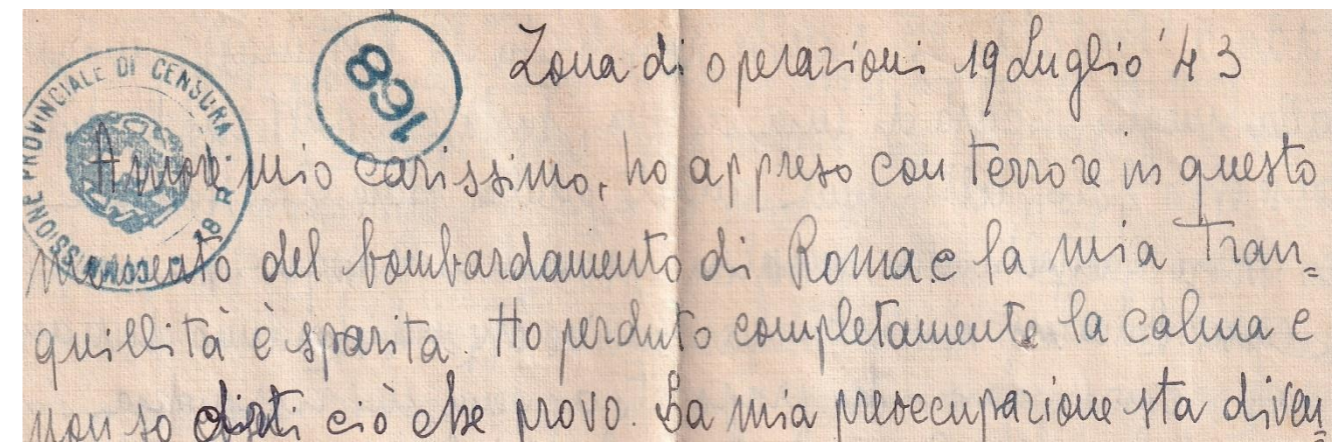 168
Zona di operazioni 19 Luglio '43
COMMISSIONE PROVINCIALE DI CENSURA 18 R.
Amore mio carissimo, ho appreso con terrore in questo
momento del bombardamento di Roma e la mia tran=
quillità è sparita. Ho perduto completamente la calma e
non so dirti ciò che provo. La mia preoccupazione sta diven=